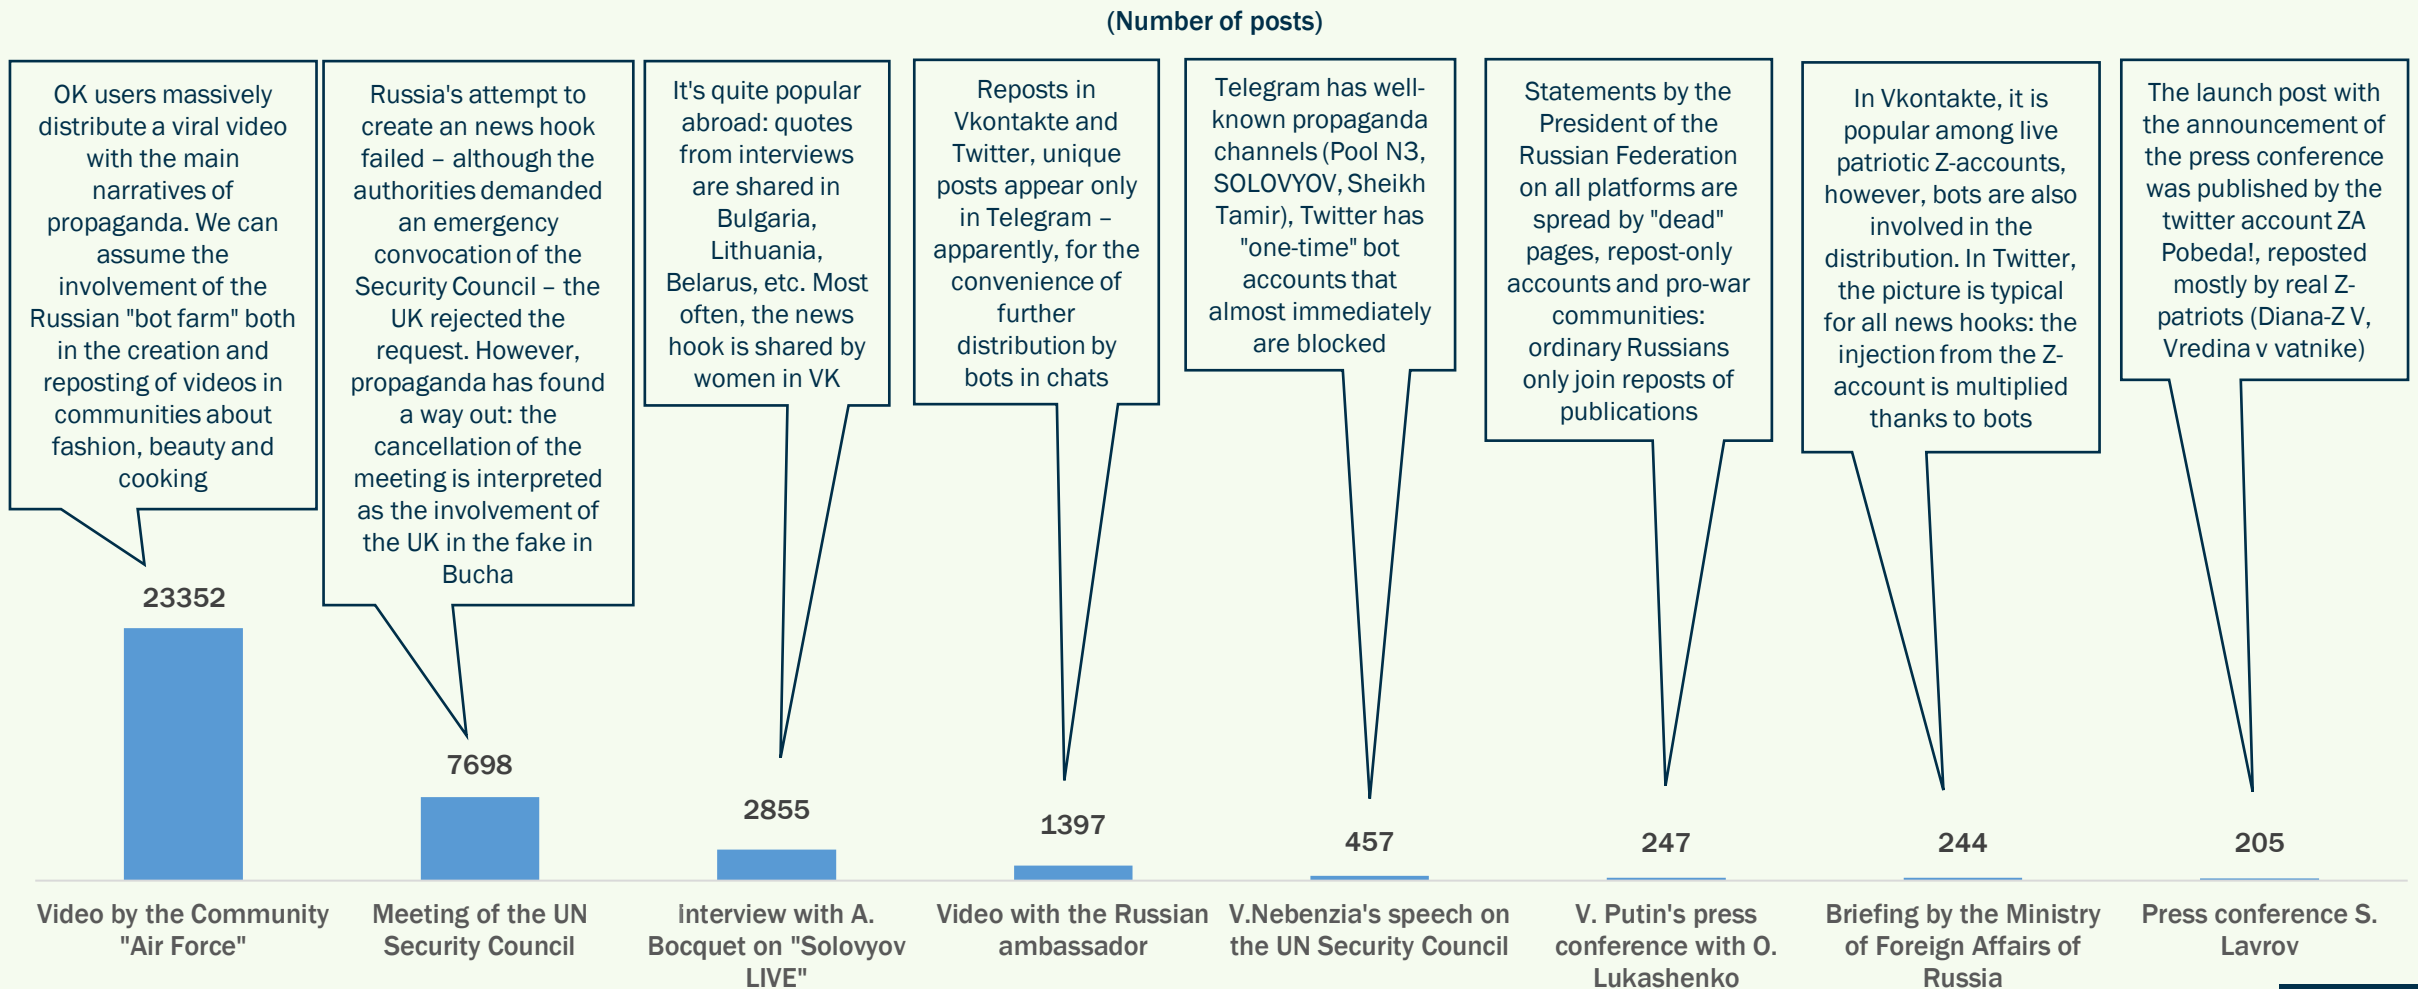 (Number of posts)
OK users massively
distribute a viral video
with the main
narratives of
propaganda. We can
assume the
involvement of the
Russian "bot farm" both
in the creation and
reposting of videos in
communities about
fashion, beauty and
cooking
Russia's attempt to
create an news hook
failed – although the
authorities demanded
an emergency
convocation of the
Security Council – the
UK rejected the
request. However,
propaganda has found
a way out: the
cancellation of the
meeting is interpreted
as the involvement of
the UK in the fake in
Bucha
It's quite popular
abroad: quotes
from interviews
are shared in
Bulgaria,
Lithuania,
Belarus, etc. Most
often, the news
hook is shared by
women in VK
Reposts in
Vkontakte and
Twitter, unique
posts appear only
in Telegram –
apparently, for the
convenience of
further
distribution by
bots in chats
Telegram has well-
known propaganda
channels (Pool N3,
SOLOVYOV, Sheikh
Tamir), Twitter has
"one-time" bot
accounts that
almost immediately
are blocked
Statements by the
President of the
Russian Federation
on all platforms are
spread by "dead"
pages, repost-only
accounts and pro-war
communities:
ordinary Russians
only join reposts of
publications
In Vkontakte, it is
popular among live
patriotic Z-accounts,
however, bots are also
involved in the
distribution. In Twitter,
the picture is typical
for all news hooks: the
injection from the Z-
account is multiplied
thanks to bots
The launch post with
the announcement of
the press conference
was published by the
twitter account ZA
Pobeda!, reposted
mostly by real Z-
patriots (Diana-Z V,
Vredina v vatnike)
23352
7698
2855
1397
457
247
244
205
Video by the Community
"Air Force"
Meeting of the UN
Security Council
Interview with A.
Bocquet on "Solovyov
LIVE"
Video with the Russian
ambassador
V.Nebenzia's speech on
the UN Security Council
V. Putin's press
conference with O.
Lukashenko
Briefing by the Ministry
of Foreign Affairs of
Russia
Press conference S.
Lavrov